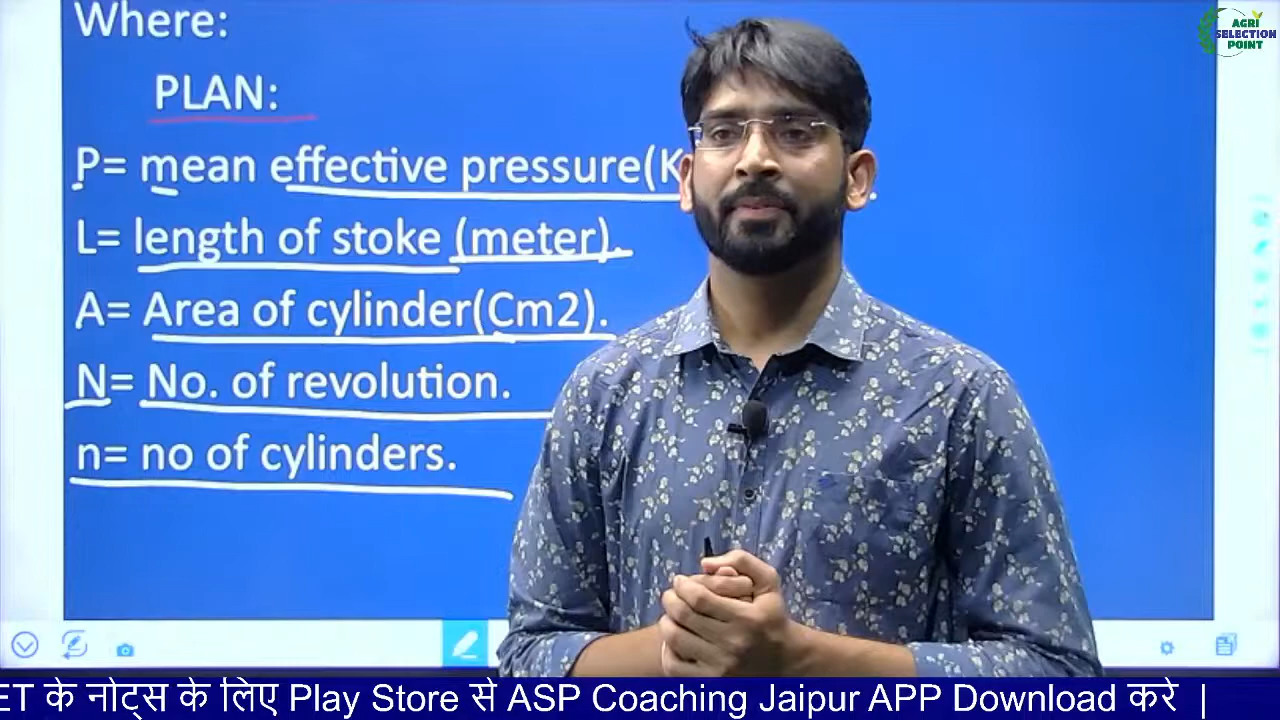 Where:
PLAN:
P= mean effective pressure(K
L= length of stoke (meter).
A= Area of cylinder(Cm2).
N= No. of revolution.
n= no of cylinders.
AGRI
SELECTION
POINT
ET के नोट्स के लिए Play Store से ASP Coaching Jaipur APP Download करे |